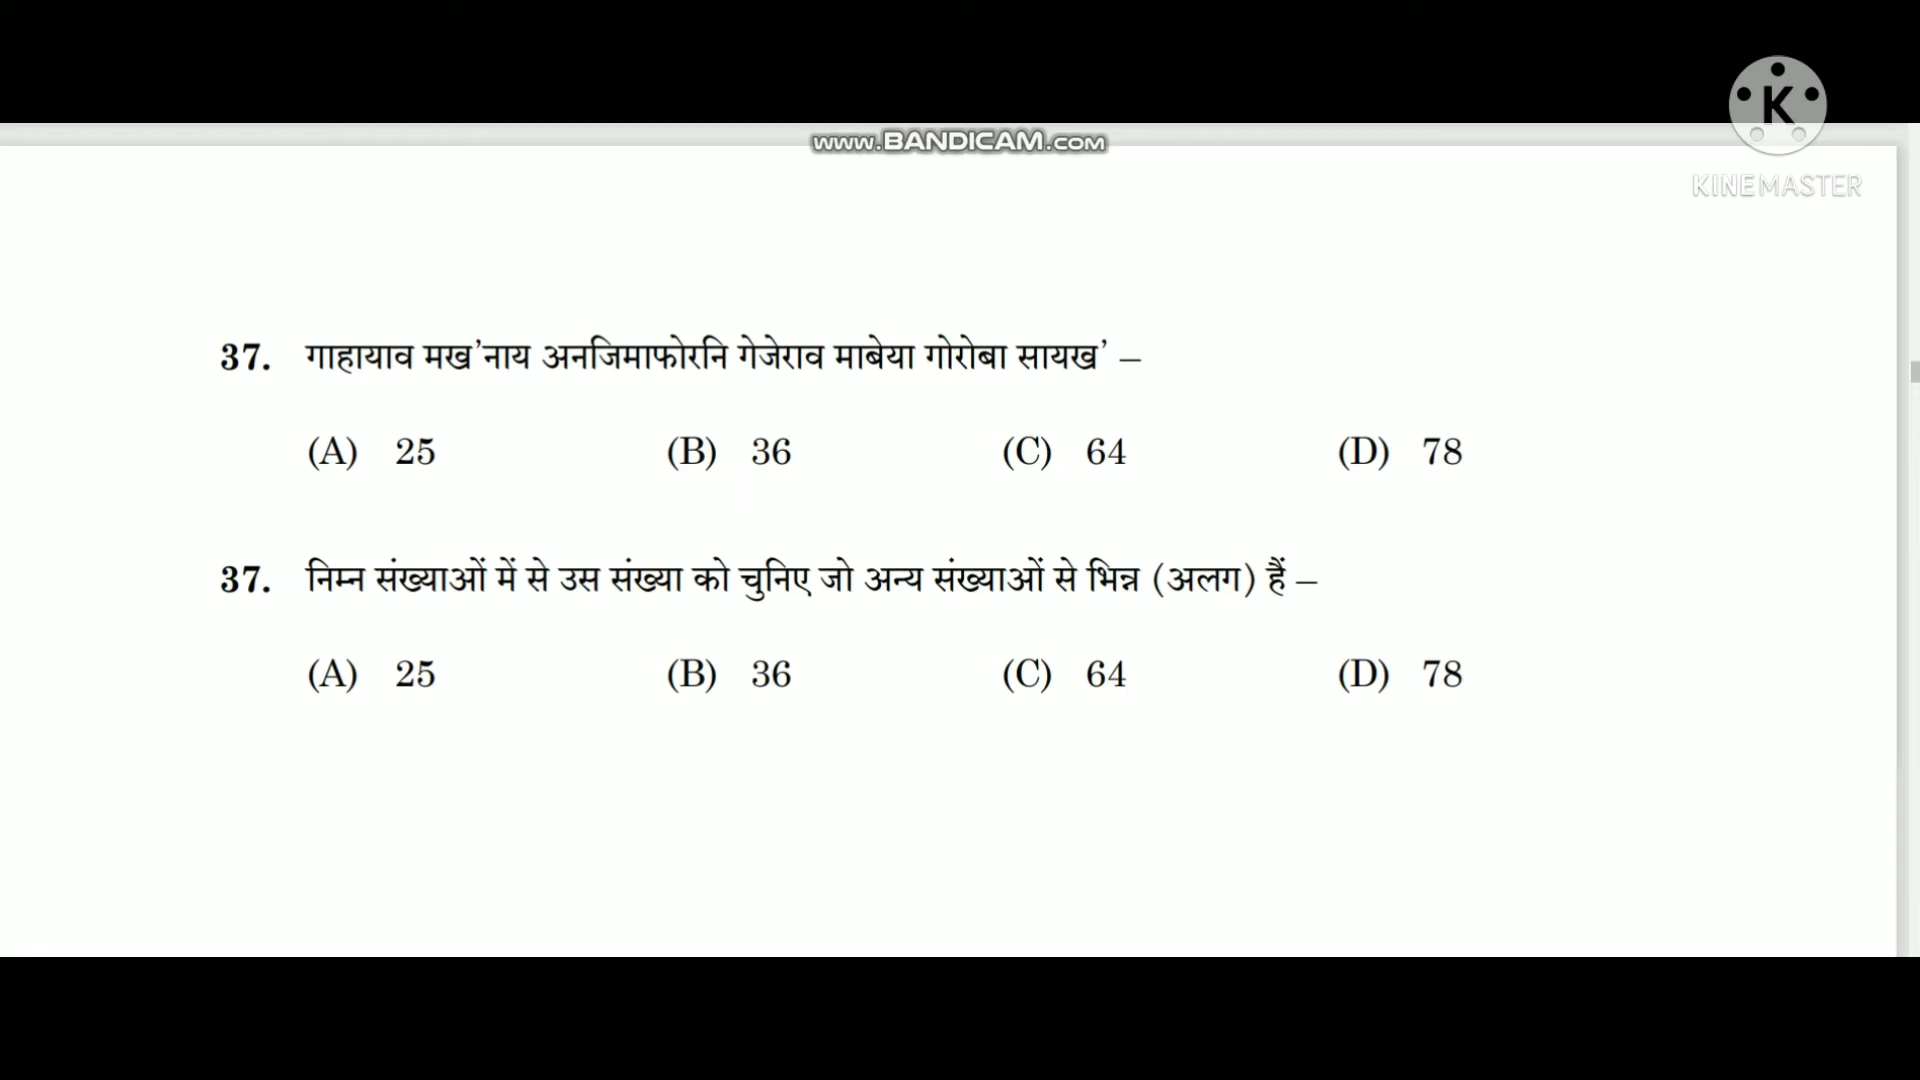 K
www.BANDICAM.com
KINEMASTER
37. गाहायाव मख'नाय अनजिमाफोरनि गेजेराव माबेया गोरोबा सायख' –
(A) 25 (B) 36 (C) 64 (D) 78
37. निम्न संख्याओं में से उस संख्या को चुनिए जो अन्य संख्याओं से भिन्न (अलग) हैं –
(A) 25 (B) 36 (C) 64 (D) 78